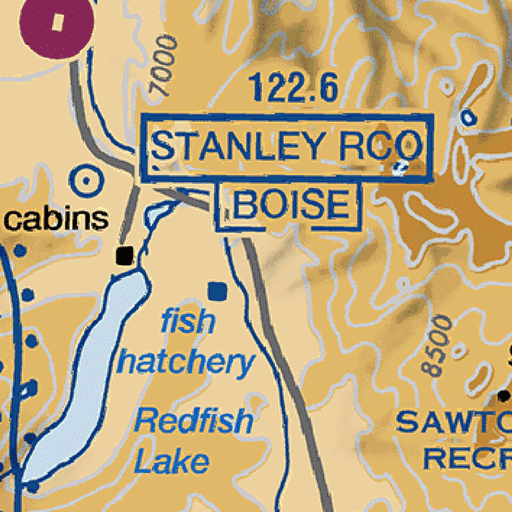 7000
122.6
STANLEY RCO
BOISE
cabins
fish
hatchery
8500
Redfish
Lake
SAWTO
RECR